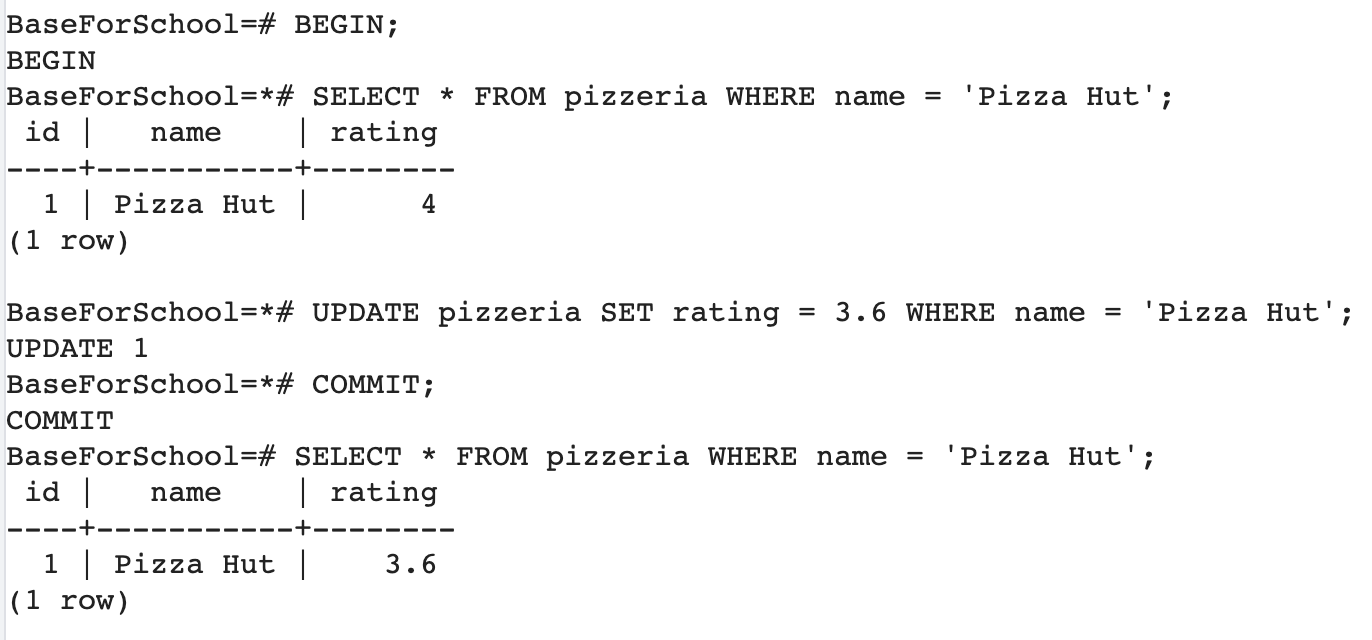 BaseForSchool=# BEGIN;
BEGIN
BaseForSchool=*# SELECT * FROM pizzeria WHERE name = 'Pizza Hut';
 id |   name    | rating
----+-----------+--------
  1 | Pizza Hut |      4
(1 row)

BaseForSchool=*# UPDATE pizzeria SET rating = 3.6 WHERE name = 'Pizza Hut';
UPDATE 1
BaseForSchool=*# COMMIT;
COMMIT
BaseForSchool=# SELECT * FROM pizzeria WHERE name = 'Pizza Hut';
 id |   name    | rating
----+-----------+--------
  1 | Pizza Hut |    3.6
(1 row)